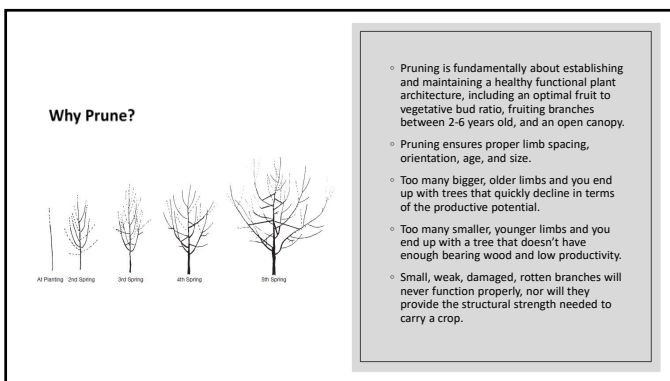 Why Prune?
At Planting 2nd Spring 3rd Spring 4th Spring 5th Spring
◦ Pruning is fundamentally about establishing
and maintaining a healthy functional plant
architecture, including an optimal fruit to
vegetative bud ratio, fruiting branches
between 2-6 years old, and an open canopy.
◦ Pruning ensures proper limb spacing,
orientation, age, and size.
◦ Too many bigger, older limbs and you end
up with trees that quickly decline in terms
of the productive potential.
◦ Too many smaller, younger limbs and you
end up with a tree that doesn't have
enough bearing wood and low productivity.
◦ Small, weak, damaged, rotten branches will
never function properly, nor will they
provide the structural strength needed to
carry a crop.